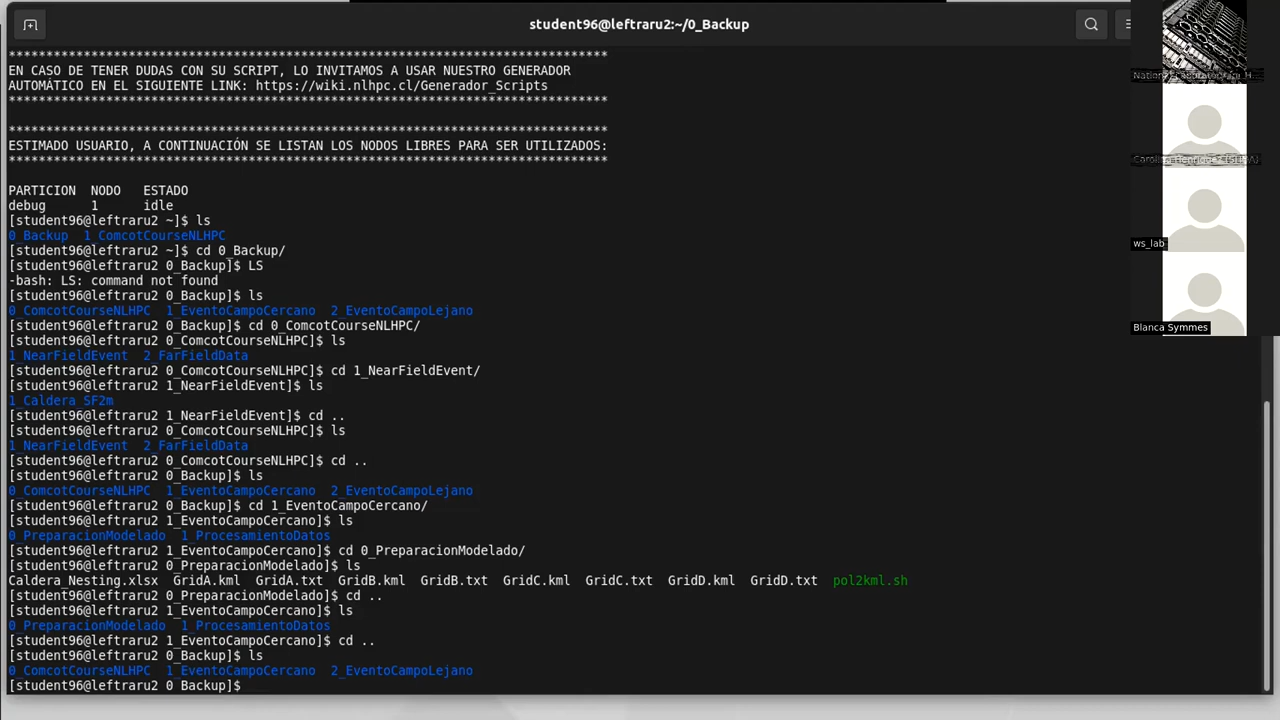 student96@leftraru2:~/0_Backup
********************************************************************************
EN CASO DE TENER DUDAS CON SU SCRIPT, LO INVITAMOS A USAR NUESTRO GENERADOR
AUTOMÁTICO EN EL SIGUIENTE LINK: https://wiki.nlhpc.cl/Generador_Scripts
********************************************************************************
********************************************************************************
ESTIMADO USUARIO, A CONTINUACIÓN SE LISTAN LOS NODOS LIBRES PARA SER UTILIZADOS:
********************************************************************************
PARTICION NODO ESTADO
debug 1 idle
[student96@leftraru2 ~]$ ls
0_Backup 1_ComcotCourseNLHPC
[student96@leftraru2 ~]$ cd 0_Backup/
[student96@leftraru2 0_Backup]$ LS
-bash: LS: command not found
[student96@leftraru2 0_Backup]$ ls
0_ComcotCourseNLHPC 1_EventoCampoCercano 2_EventoCampoLejano
[student96@leftraru2 0_Backup]$ cd 0_ComcotCourseNLHPC/
[student96@leftraru2 0_ComcotCourseNLHPC]$ ls
1_NearFieldEvent 2_FarFieldData
[student96@leftraru2 0_ComcotCourseNLHPC]$ cd 1_NearFieldEvent/
[student96@leftraru2 1_NearFieldEvent]$ ls
1_Caldera_SF2m
[student96@leftraru2 1_NearFieldEvent]$ cd ..
[student96@leftraru2 0_ComcotCourseNLHPC]$ ls
1_NearFieldEvent 2_FarFieldData
[student96@leftraru2 0_ComcotCourseNLHPC]$ cd ..
[student96@leftraru2 0_Backup]$ ls
0_ComcotCourseNLHPC 1_EventoCampoCercano 2_EventoCampoLejano
[student96@leftraru2 0_Backup]$ cd 1_EventoCampoCercano/
[student96@leftraru2 1_EventoCampoCercano]$ ls
0_PreparacionModelado 1_ProcesamientoDatos
[student96@leftraru2 1_EventoCampoCercano]$ cd 0_PreparacionModelado/
[student96@leftraru2 0_PreparacionModelado]$ ls
Caldera_Nesting.xlsx GridA.kml GridA.txt GridB.kml GridB.txt GridC.kml GridC.txt GridD.kml GridD.txt pol2kml.sh
[student96@leftraru2 0_PreparacionModelado]$ cd ..
[student96@leftraru2 1_EventoCampoCercano]$ ls
0_PreparacionModelado 1_ProcesamientoDatos
[student96@leftraru2 1_EventoCampoCercano]$ cd ..
[student96@leftraru2 0_Backup]$ ls
0_ComcotCourseNLHPC 1_EventoCampoCercano 2_EventoCampoLejano
[student96@leftraru2 0_Backup]$
ws_lab
Blanca Symmes